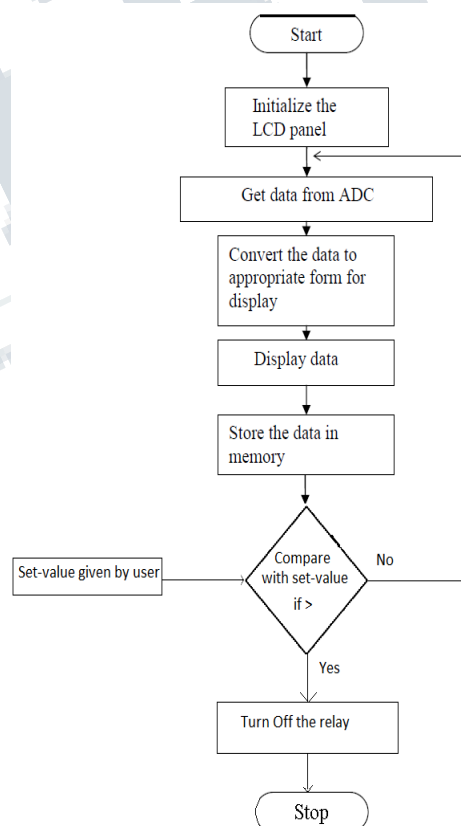 Start
Initialize the
LCD panel
Get data from ADC
Convert the data to
appropriate form for
display
Display data
Store the data in
memory
Set-value given by user
Compare
with set-value
if >
No
Yes
Turn Off the relay
Stop